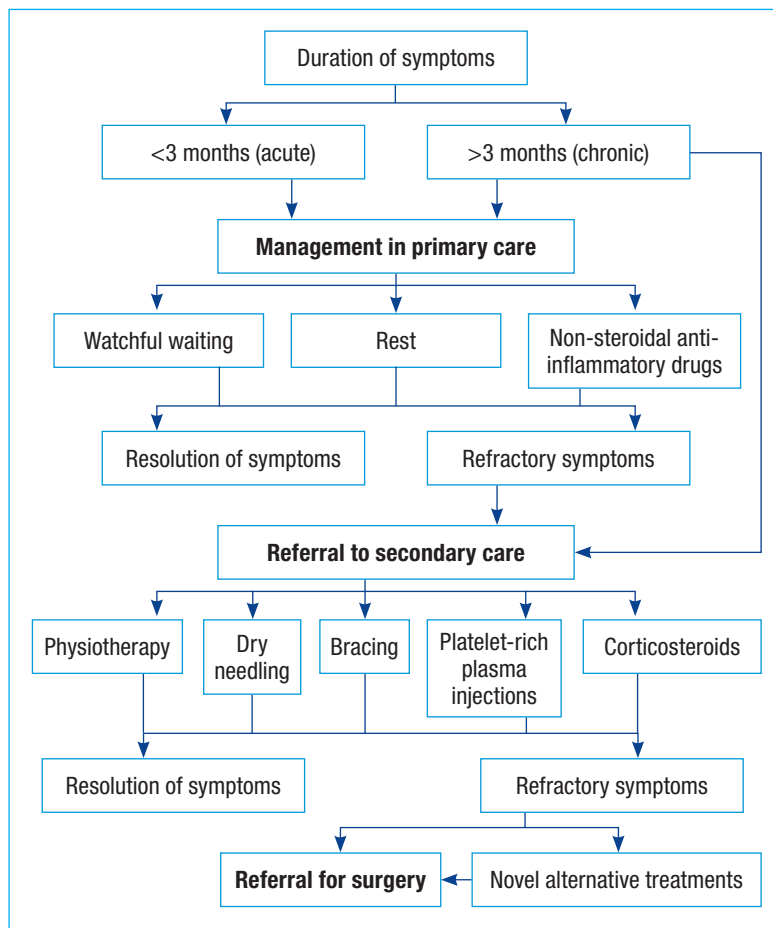 Duration of symptoms
<3 months (acute)
>3 months (chronic)
Management in primary care
Watchful waiting
Rest
Non-steroidal anti-
inflammatory drugs
Resolution of symptoms
Refractory symptoms
Referral to secondary care
Physiotherapy
Dry
needling
Bracing
Platelet-rich
plasma
injections
Corticosteroids
Resolution of symptoms
Refractory symptoms
Referral for surgery
Novel alternative treatments